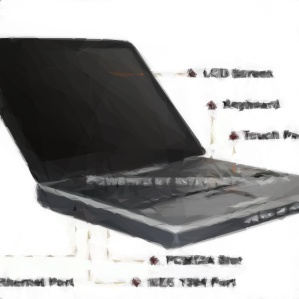 LCD Screen
Keyboard
Touch Pa
PCMCIA Slot
Ethernet Port
IEEE 1394 Port